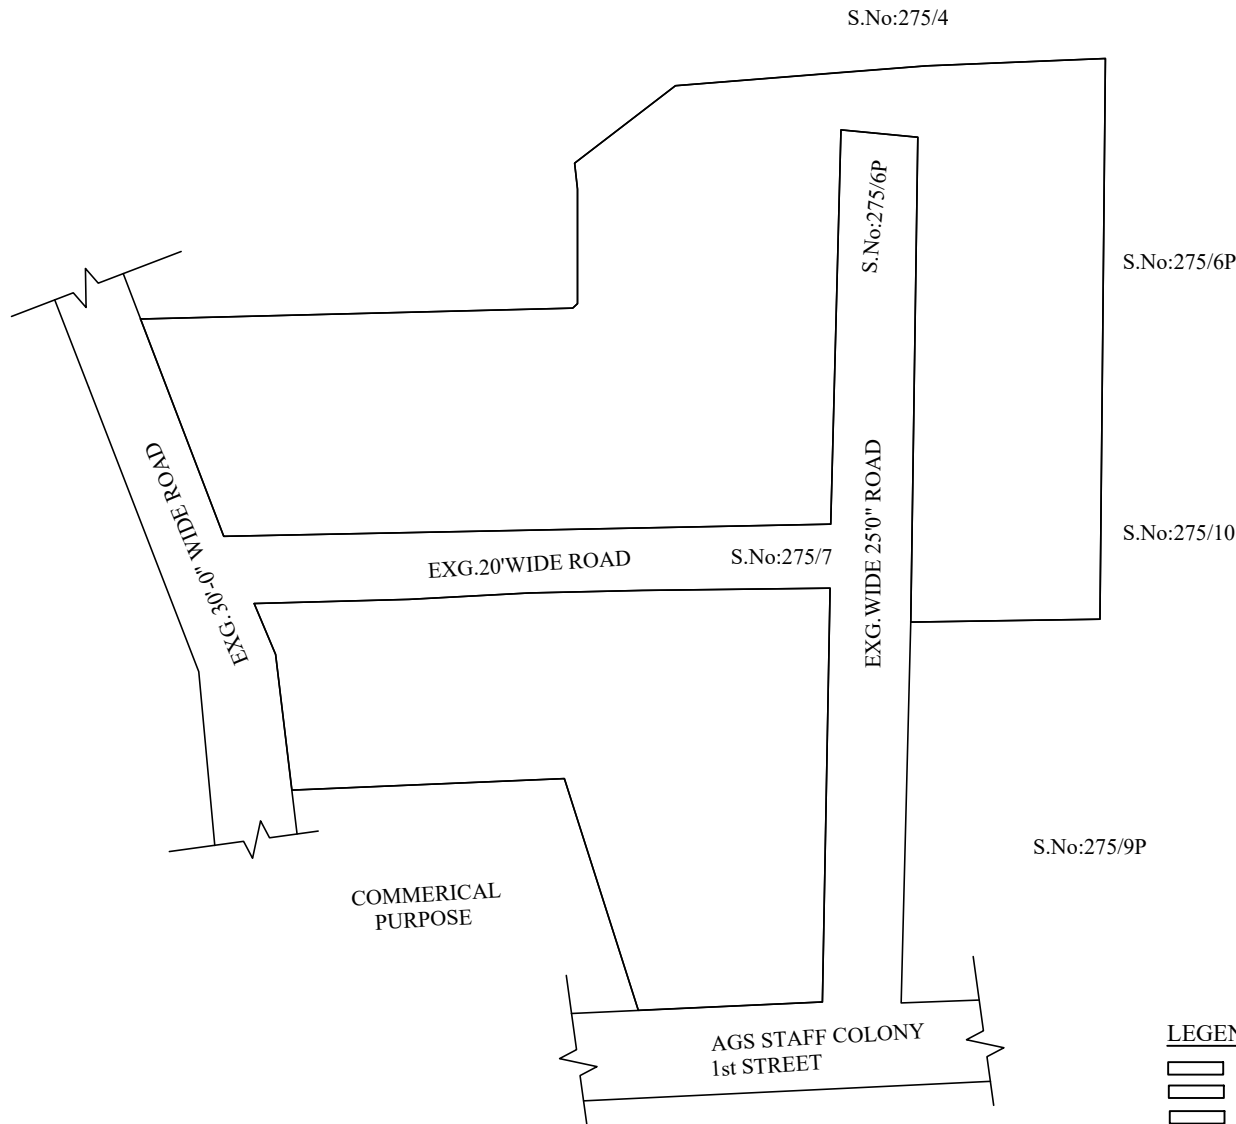 S.No:275/4
S.No:275/6P
S.No:275/6P
EXG.30'-0" WIDE ROAD
EXG.WIDE 25'0" ROAD
S.No:275/10
EXG.20'WIDE ROAD
S.No:275/7
S.No:275/9P
COMMERICAL
PURPOSE
AGS STAFF COLONY
1st STREET